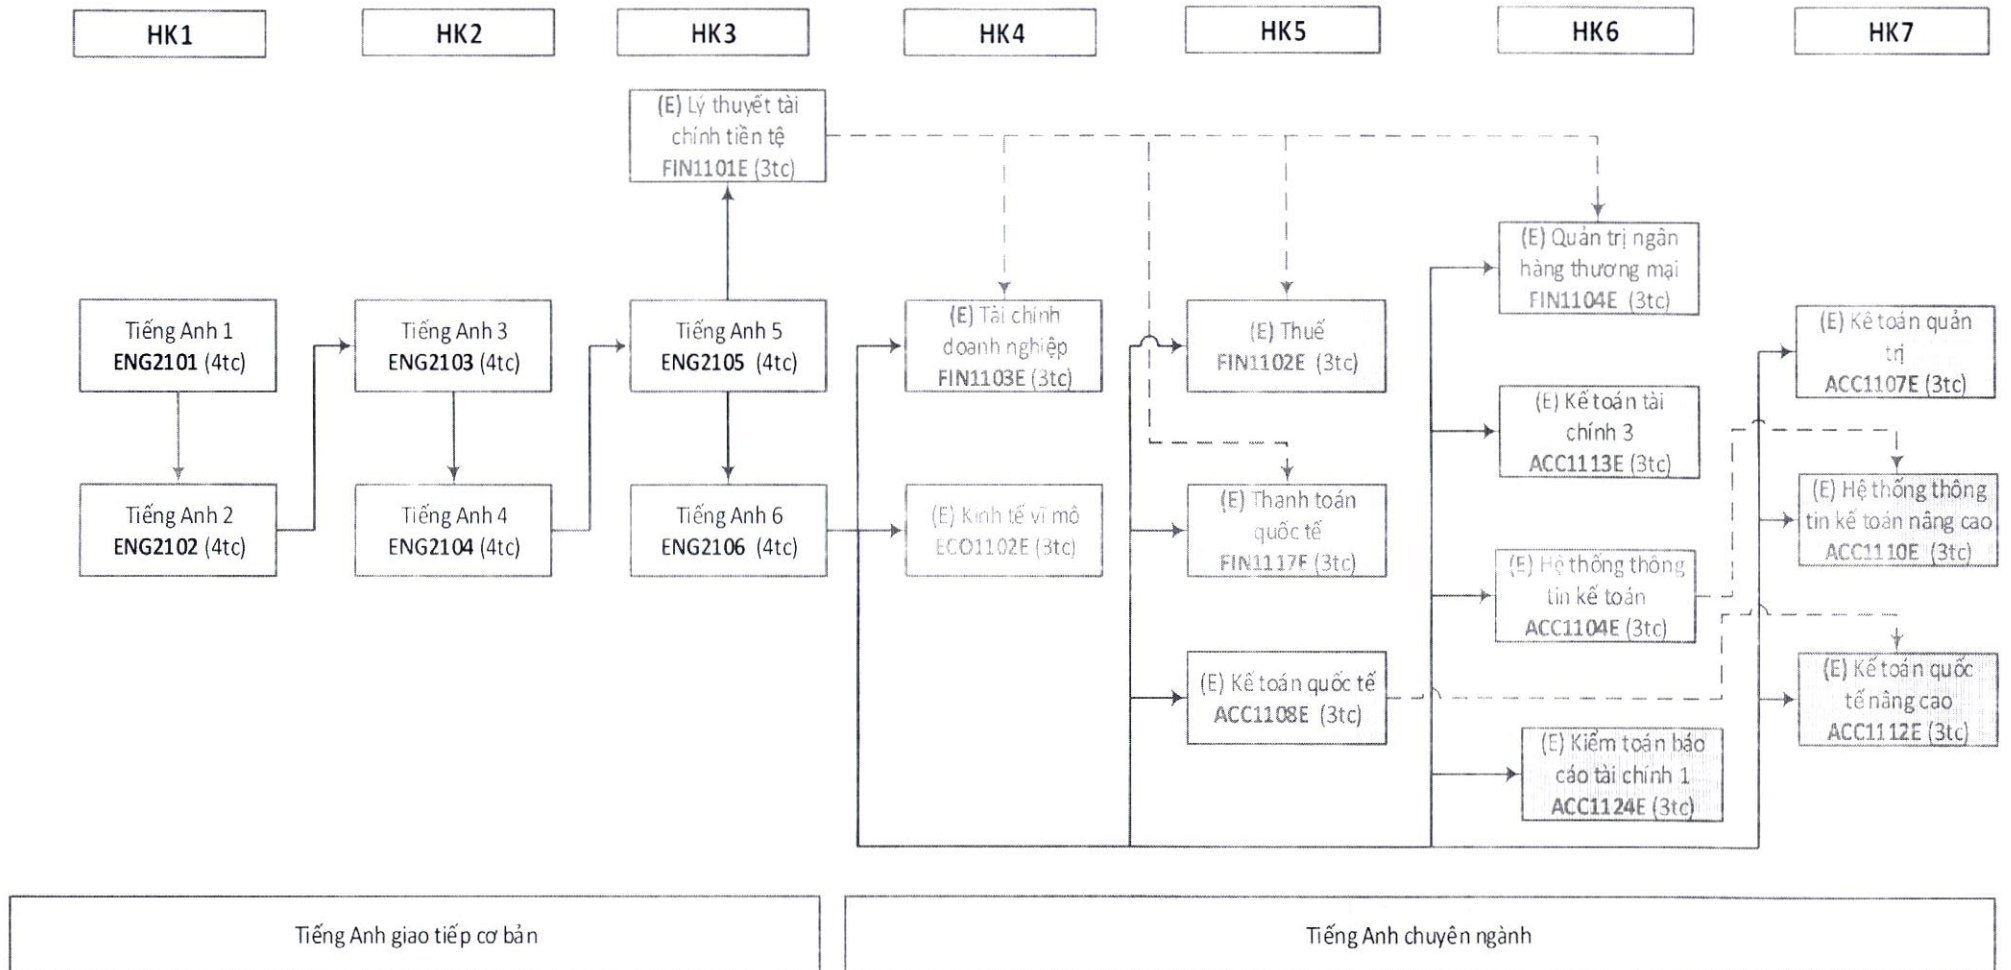 HK1
HK2
HK3
HK4
HK5
HK6
HK7
(E) Lý thuyết tài
chính tiền tệ
FIN1101E (3tc)
(E) Quản trị ngân
hàng thương mại
FIN1104E (3tc)
Tiếng Anh 1
ENG2101 (4tc)
Tiếng Anh 3
ENG2103 (4tc)
Tiếng Anh 5
ENG2105 (4tc)
(E) Tài chính
doanh nghiệp
FIN1103E (3tc)
(E) Thuế
FIN1102E (3tc)
(E) Kế toán quản
trị
ACC1107E (3tc)
(E) Kế toán tài
chính 3
ACC1113E (3tc)
Tiếng Anh 2
ENG2102 (4tc)
Tiếng Anh 4
ENG2104 (4tc)
Tiếng Anh 6
ENG2106 (4tc)
(E) Kinh tế vĩ mô
ECO1102E (3tc)
(E) Thanh toán
quốc tế
FIN1117E (3tc)
(E) Hệ thống thông
tin kế toán nâng cao
ACC1110E (3tc)
(E) Hệ thống thông
tin kế toán
ACC1104E (3tc)
(E) Kế toán quốc tế
ACC1108E (3tc)
(E) Kế toán quốc
tế nâng cao
ACC1112E (3tc)
(E) Kiểm toán báo
cáo tài chính 1
ACC1124E (3tc)
Tiếng Anh giao tiếp cơ bản
Tiếng Anh chuyên ngành